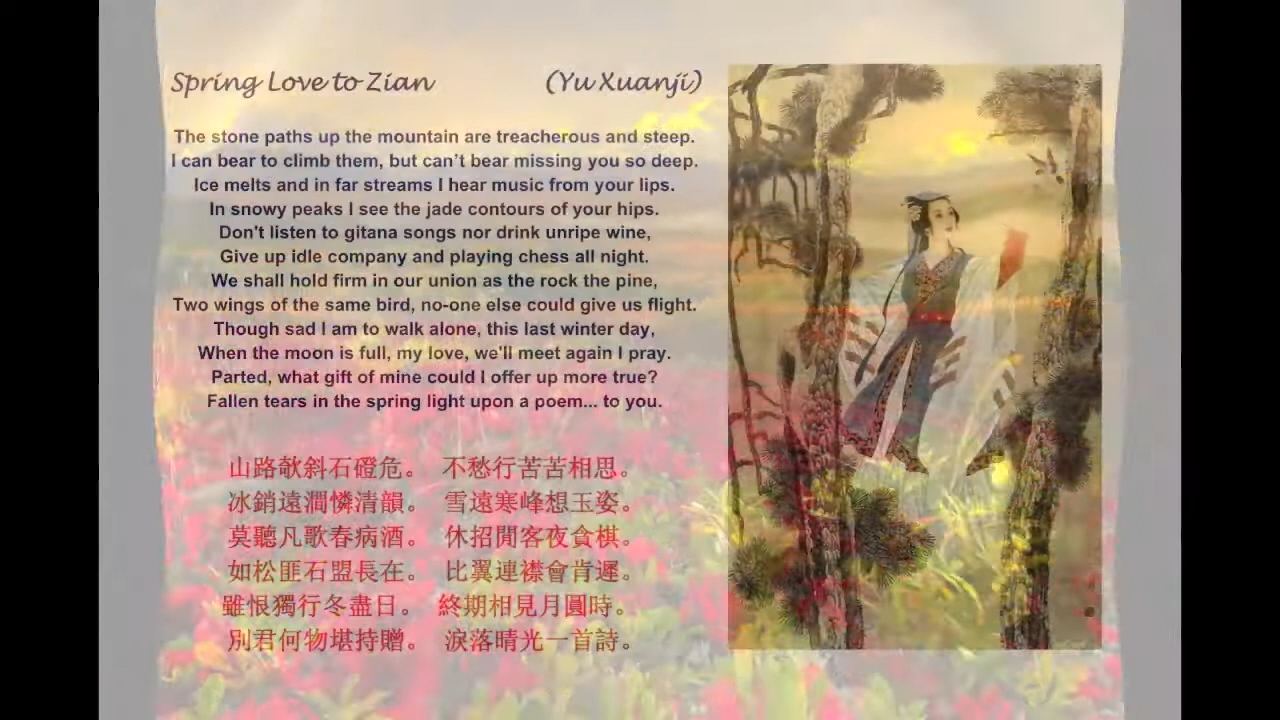 Spring Love to Zian (Yu Xuanji)
The stone paths up the mountain are treacherous and steep.
I can bear to climb them, but can’t bear missing you so deep.
Ice melts and in far streams I hear music from your lips.
In snowy peaks I see the jade contours of your hips.
Don't listen to gitana songs nor drink unripe wine,
Give up idle company and playing chess all night.
We shall hold firm in our union as the rock the pine,
Two wings of the same bird, no-one else could give us flight.
Though sad I am to walk alone, this last winter day,
When the moon is full, my love, we'll meet again I pray.
Parted, what gift of mine could I offer up more true?
Fallen tears in the spring light upon a poem... to you.
山路欹斜石磴危。 不愁行苦苦相思。
冰銷遠澗憐清韻。 雪遠寒峰想玉姿。
莫聽凡歌春病酒。 休招閒客夜貪棋。
如松匪石盟長在。 比翼連襟會肯遲。
雖恨獨行冬盡日。 終期相見月圓時。
別君何物堪持贈。 淚落晴光一首詩。